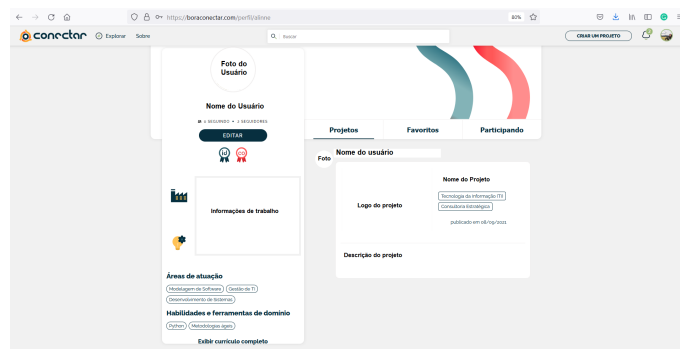 https://boraconectar.com/perfil/alinne
80%
conectar
Explorar
Sobre
Buscar
CRIAR UM PROJETO
Foto do
Usuário
Nome do Usuário
SEGUINDO • 1 SEGUIDORES
EDITAR
id
co
Informações de trabalho
Áreas de atuação
Modelagem de Software
Gestão de TI
Desenvolvimento de Sistemas
Habilidades e ferramentas de domínio
Python
Metodologias ágeis
Exibir currículo completo
Projetos
Favoritos
Participando
Foto
Nome do usuário
Nome do Projeto
Logo do projeto
Tecnologia da Informação (TI)
Consultoria Estratégica
publicado em 08/09/2021
Descrição do projeto